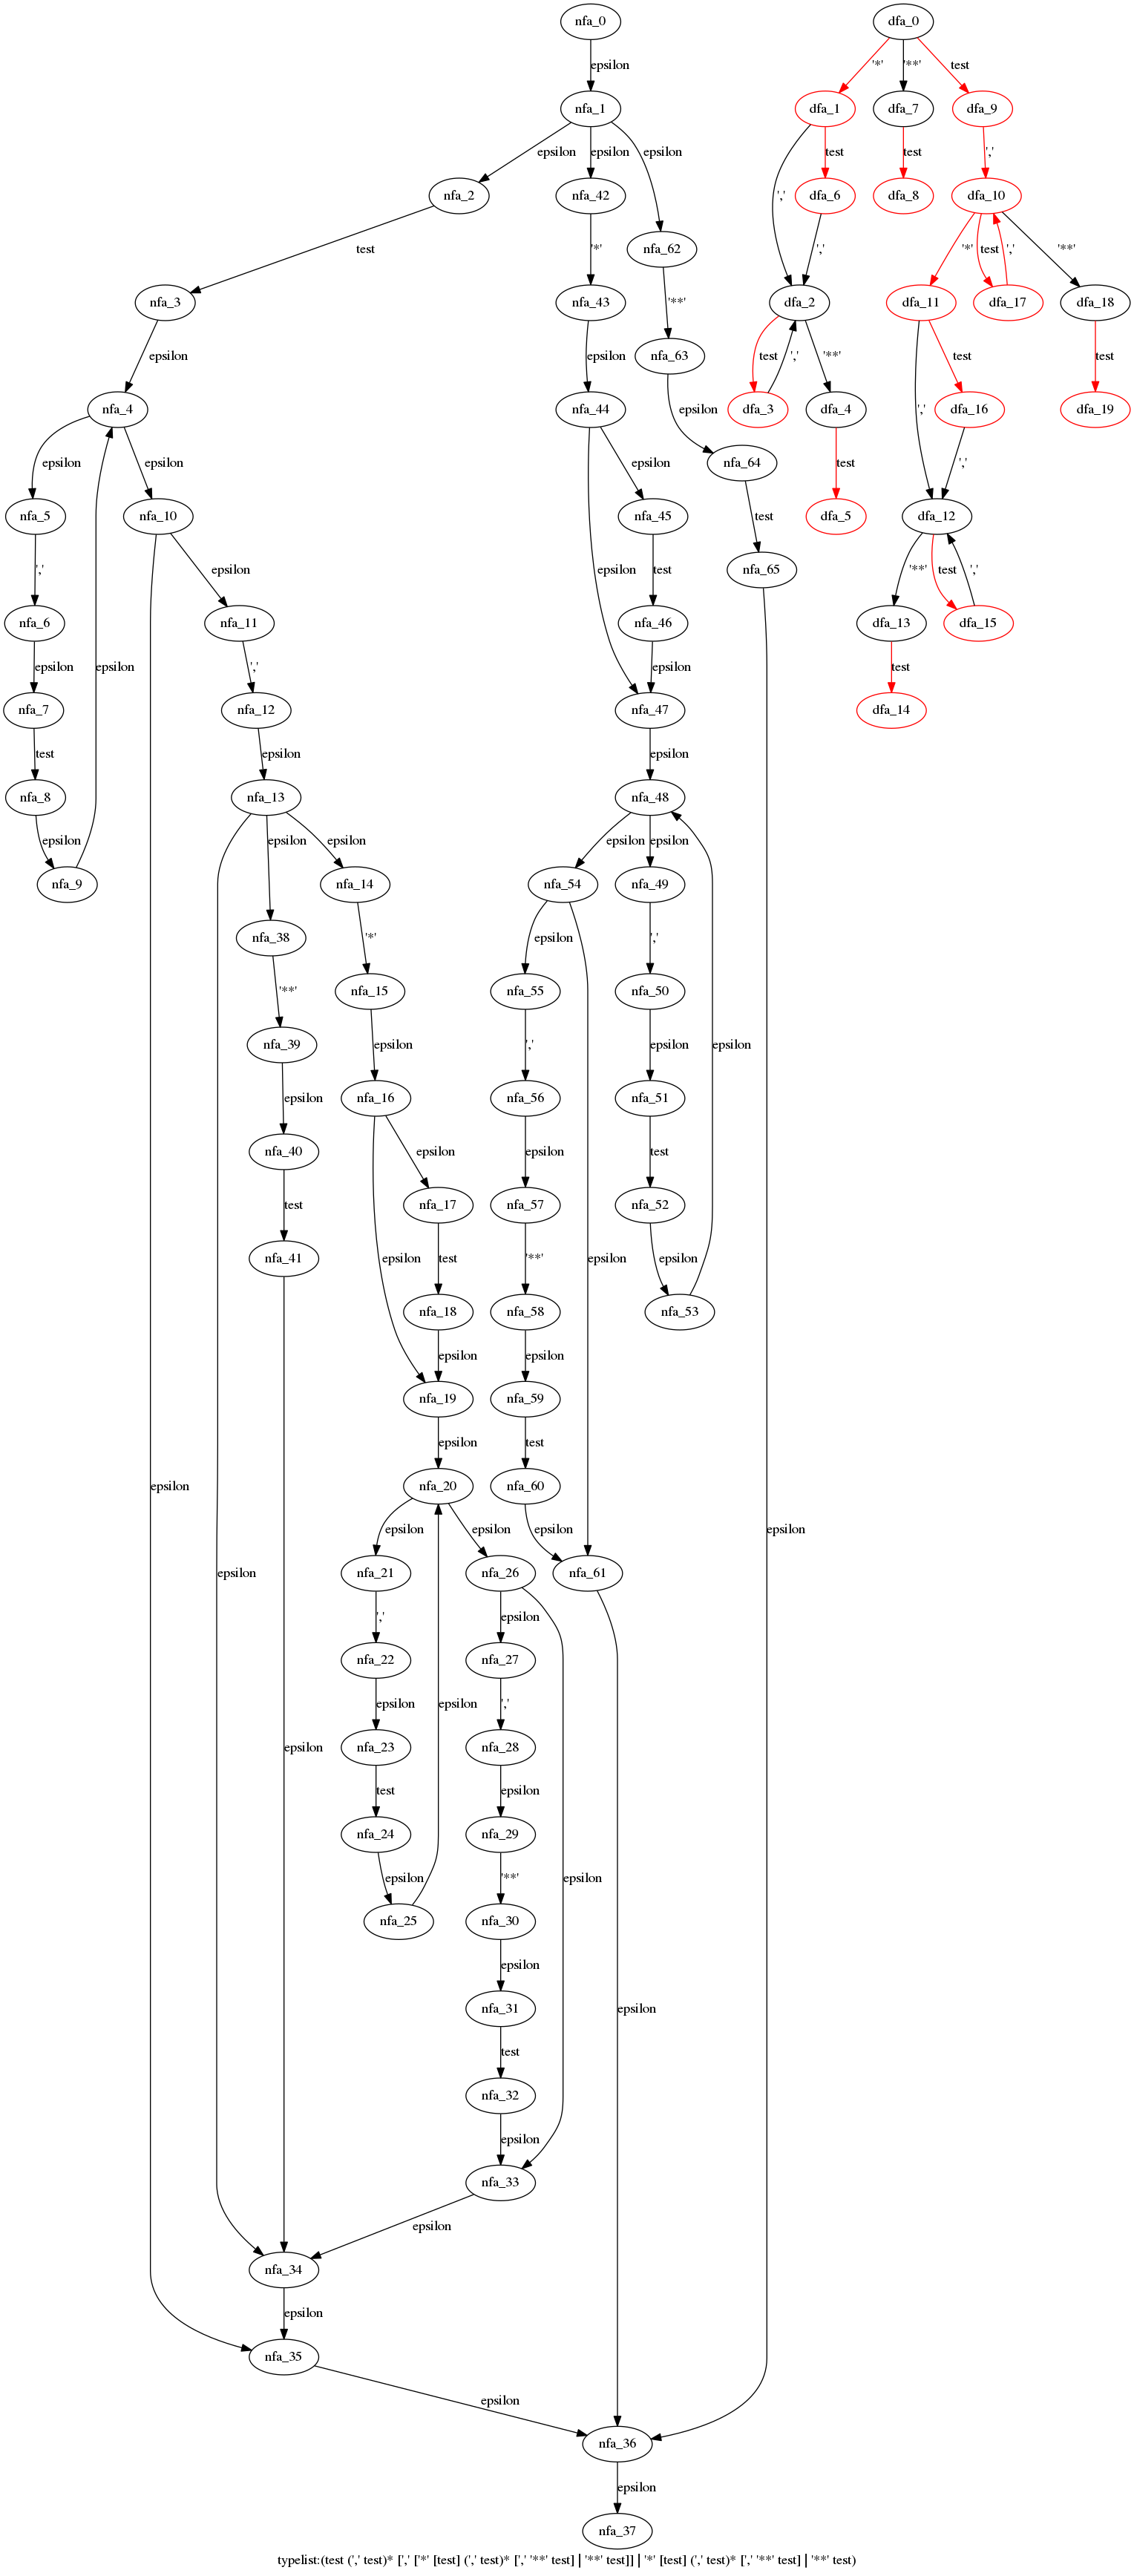 nfa_0 dfa_0
epsilon '*' '**' test
nfa_1 dfa_1 dfa_7 dfa_9
epsilon epsilon epsilon test test ','
nfa_2 nfa_42 ',' dfa_6 dfa_8 dfa_10
test '*' nfa_62 ',' '*' test ',' '**'
nfa_3 nfa_43 '**' dfa_2 dfa_11 dfa_17 dfa_18
epsilon epsilon nfa_63 test ',' '**' test test
nfa_4 nfa_44 epsilon dfa_3 dfa_4 ',' dfa_16 dfa_19
epsilon epsilon epsilon nfa_64 test ','
nfa_5 nfa_10 nfa_45 test dfa_5 dfa_12
',' epsilon epsilon test nfa_65 '**' test ','
nfa_6 nfa_11 nfa_46 dfa_13 dfa_15
epsilon epsilon ',' epsilon test
nfa_7 nfa_12 nfa_47 dfa_14
test epsilon epsilon
nfa_8 nfa_13 nfa_48
epsilon epsilon epsilon epsilon epsilon
nfa_9 nfa_14 nfa_54 nfa_49
nfa_38 '*' epsilon ','
'**' nfa_15 nfa_55 nfa_50
nfa_39 epsilon ',' epsilon epsilon
epsilon nfa_16 nfa_56 nfa_51
nfa_40 epsilon epsilon test
test nfa_17 nfa_57 nfa_52
nfa_41 epsilon test '**' epsilon epsilon
nfa_18 nfa_58 nfa_53
epsilon epsilon
nfa_19 nfa_59
epsilon test
epsilon nfa_20 nfa_60
epsilon epsilon epsilon epsilon
epsilon nfa_21 nfa_26 nfa_61
',' epsilon
nfa_22 nfa_27
epsilon epsilon ','
epsilon nfa_23 nfa_28
test epsilon
nfa_24 nfa_29
epsilon '**' epsilon
nfa_25 nfa_30
epsilon
nfa_31 epsilon
test
nfa_32
epsilon
nfa_33
epsilon
nfa_34
epsilon
nfa_35
epsilon
nfa_36
epsilon
nfa_37
typelist:(test (',' test)* [',' ['*' [test] (',' test)* [',' '**' test] | '**' test]] | '*' [test] (',' test)* [',' '**' test] | '**' test)